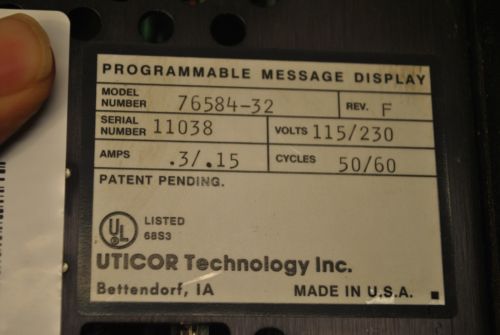 PROGRAMMABLE MESSAGE DISPLAY
MODEL NUMBER 76584-32 REV. F
SERIAL NUMBER 11038 VOLTS 115/230
AMPS .3/.15 CYCLES 50/60
PATENT PENDING.
UL LISTED
68S3
UTICOR Technology Inc.
Bettendorf, IA MADE IN U.S.A.